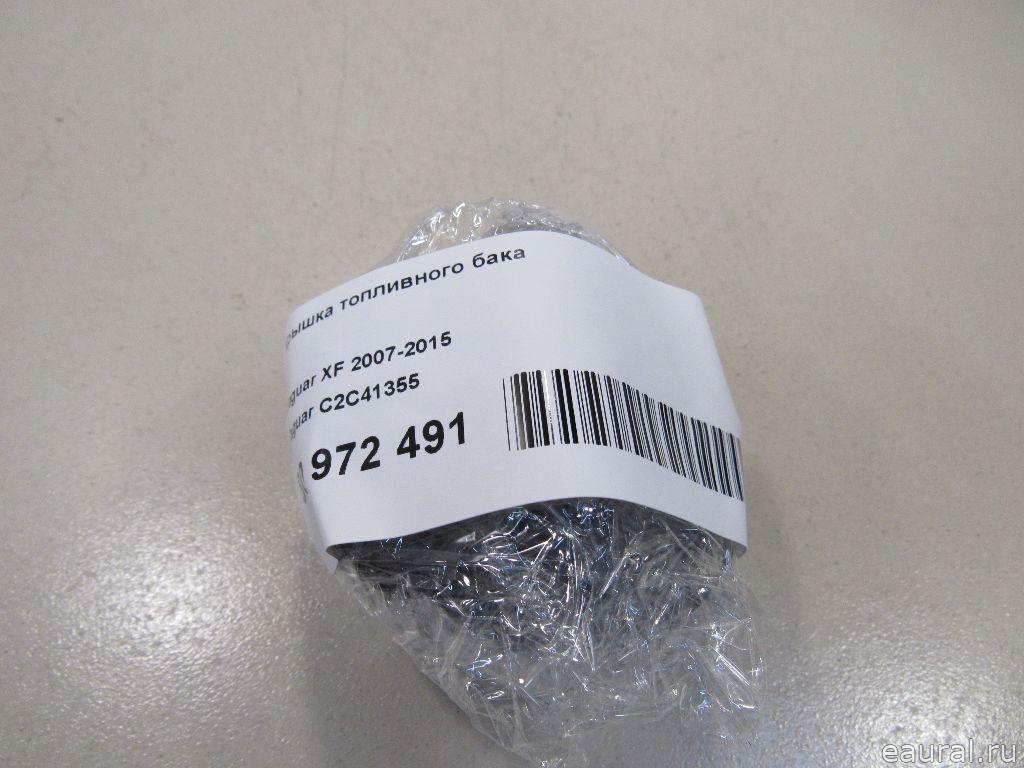 рышка топливного бака
guar XF 2007-2015
guar C2C41355
972 491
eaural.ru